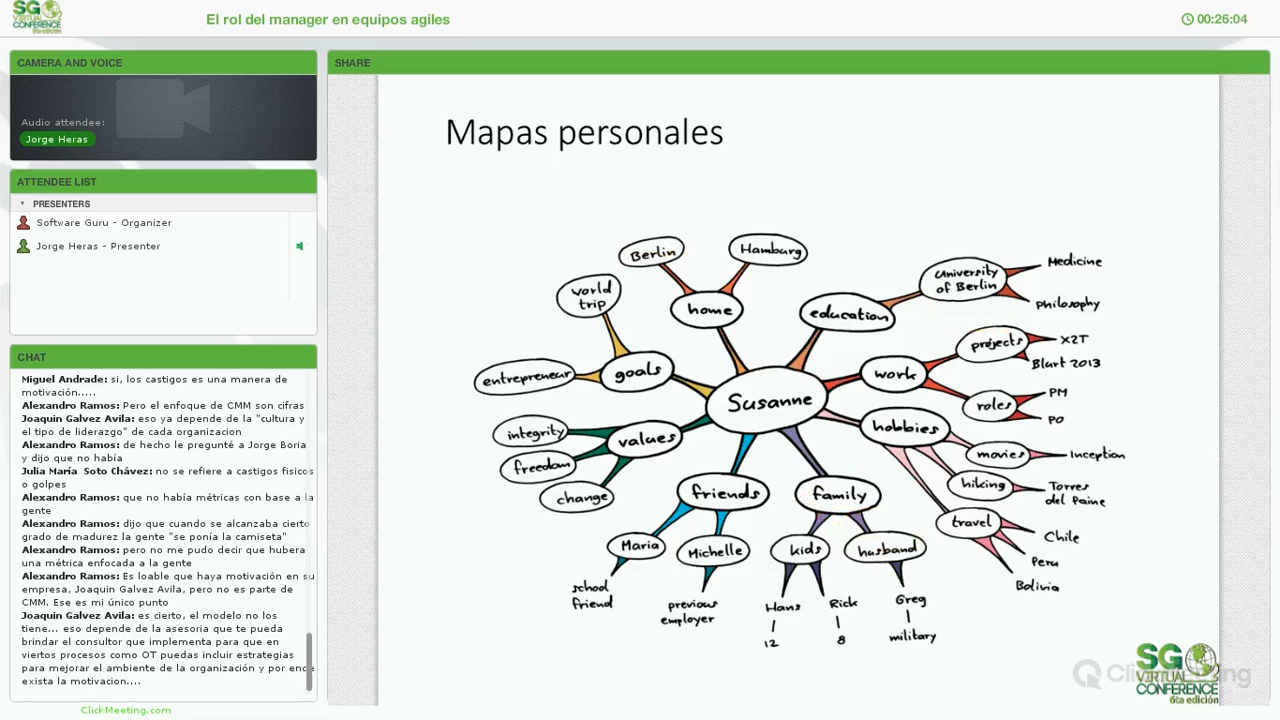 SG
VIRTUAL
CONFERENCE
6ta edición
El rol del manager en equipos agiles
00:26:04
CAMERA AND VOICE
Audio attendee:
Jorge Heras
ATTENDEE LIST
PRESENTERS
Software Guru - Organizer
Jorge Heras - Presenter
CHAT
Miguel Andrade: si, los castigos es una manera de
motivación.....
Alexandro Ramos: Pero el enfoque de CMM son cifras
Joaquin Galvez Avila: eso ya depende de la "cultura y
el tipo de liderazgo" de cada organizacion
Alexandro Ramos: de hecho le pregunté a Jorge Boria
y dijo que no había
Julia María Soto Chávez: no se refiere a castigos fisicos
o golpes
Alexandro Ramos: que no había métricas con base a la
gente
Alexandro Ramos: dijo que cuando se alcanzaba cierto
grado de madurez la gente "se ponía la camiseta"
Alexandro Ramos: pero no me pudo decir que hubera
una métrica enfocada a la gente
Alexandro Ramos: Es loable que haya motivación en su
empresa, Joaquin Galvez Avila, pero no es parte de
CMM. Ese es mi único punto
Joaquin Galvez Avila: es cierto, el modelo no los
tiene... eso depende de la asesoria que te pueda
brindar el consultor que implementa para que en
viertos procesos como OT puedas incluir estrategias
para mejorar el ambiente de la organización y por ende
exista la motivacion....
ClickMeeting.com
SHARE
Mapas personales
Susanne
home
Berlin
Hamburg
education
University
of Berlin
Medicine
Philosophy
work
projects
X2T
Blart 2013
roles
PM
PO
hobbies
movies
Inception
hiking
Torres
del Paine
travel
Chile
Peru
Bolivia
family
kids
Hans
12
Rick
8
husband
Greg
military
friends
Maria
school
friend
Michelle
previous
employer
values
integrity
freedom
change
goals
world
trip
entrepreneur
SG
VIRTUAL
CONFERENCE
6ta edición